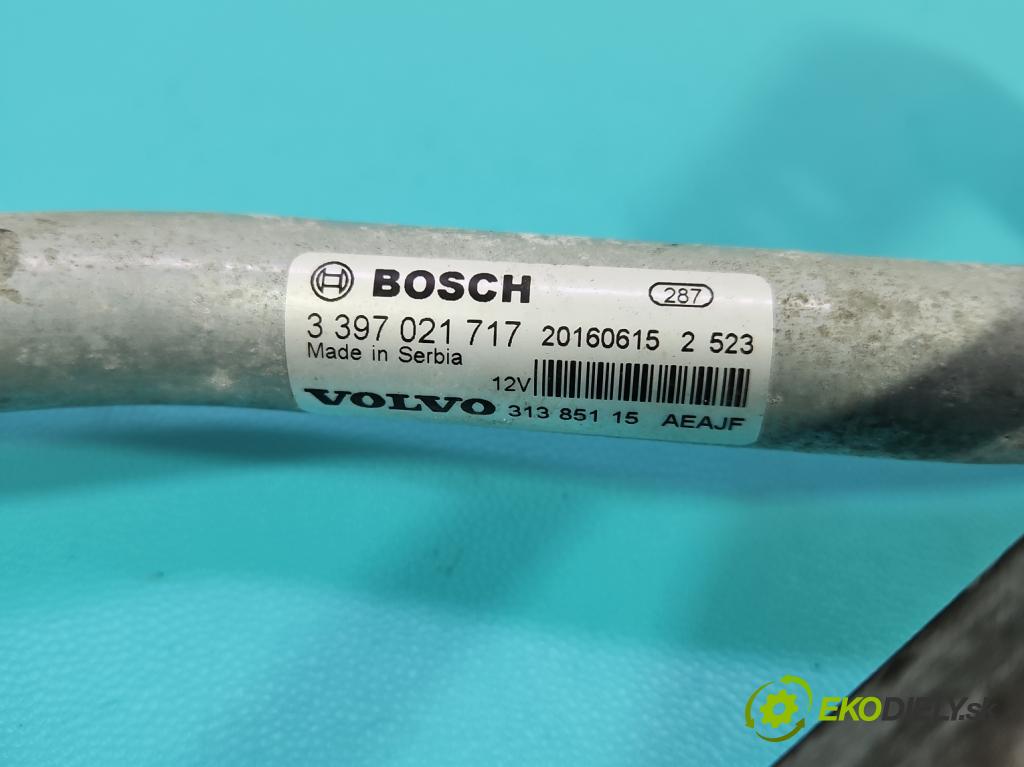 BOSCH 287
3 397 021 717 20160615 2 523
Made in Serbia
12V
VOLVO 313 851 15 AEAJF
EKODIELY.sk